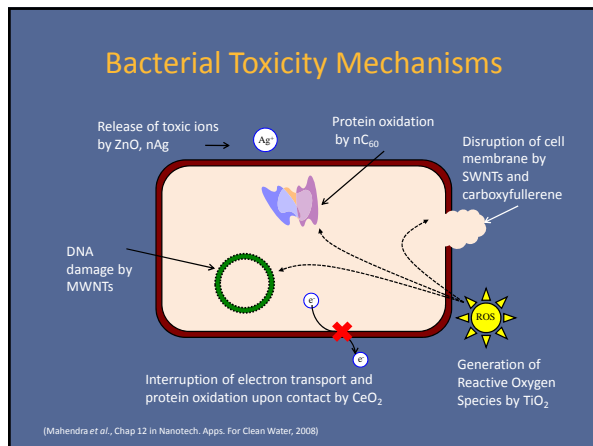 Bacterial Toxicity Mechanisms
Release of toxic ions
by ZnO, nAg
Ag⁺
Protein oxidation
by nC₆₀
Disruption of cell
membrane by
SWNTs and
carboxyfullerene
DNA
damage by
MWNTs
e⁻
e⁻
ROS
Generation of
Reactive Oxygen
Species by TiO₂
Interruption of electron transport and
protein oxidation upon contact by CeO₂
(Mahendra et al., Chap 12 in Nanotech. Apps. For Clean Water, 2008)